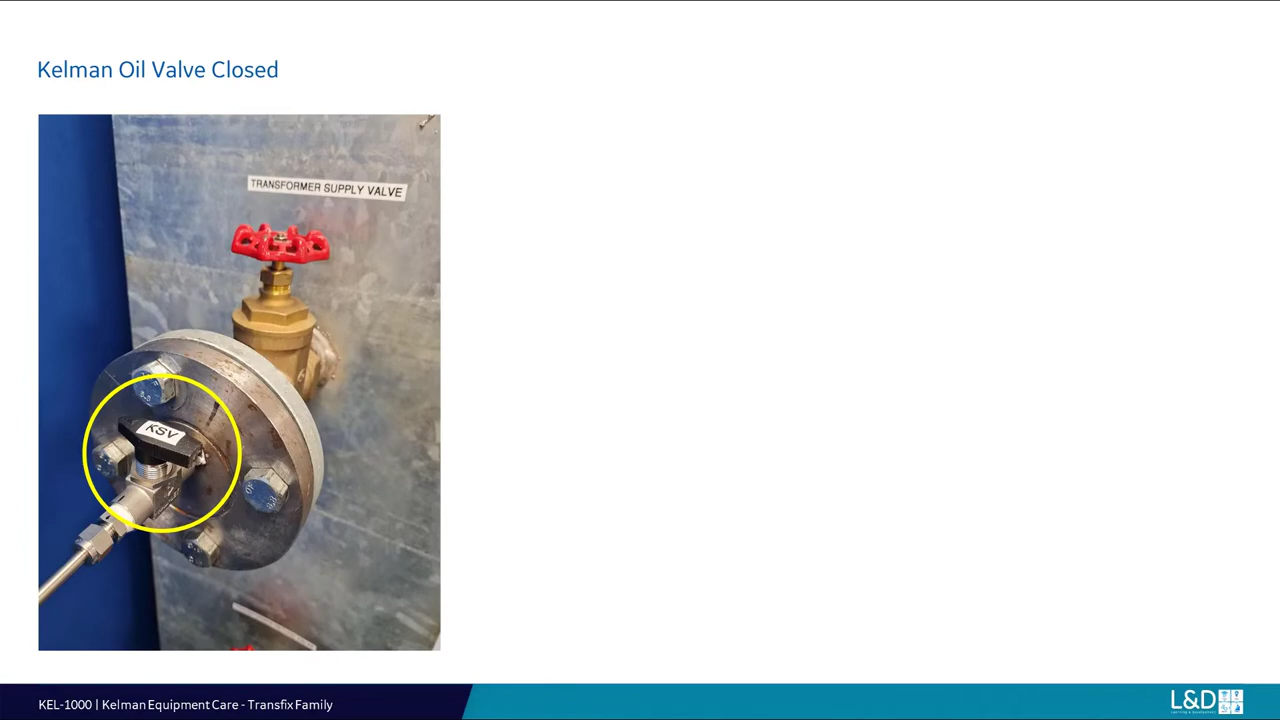 Kelman Oil Valve Closed
TRANSFORMER SUPPLY VALVE
KSV
KEL-1000 | Kelman Equipment Care - Transfix Family
L&D